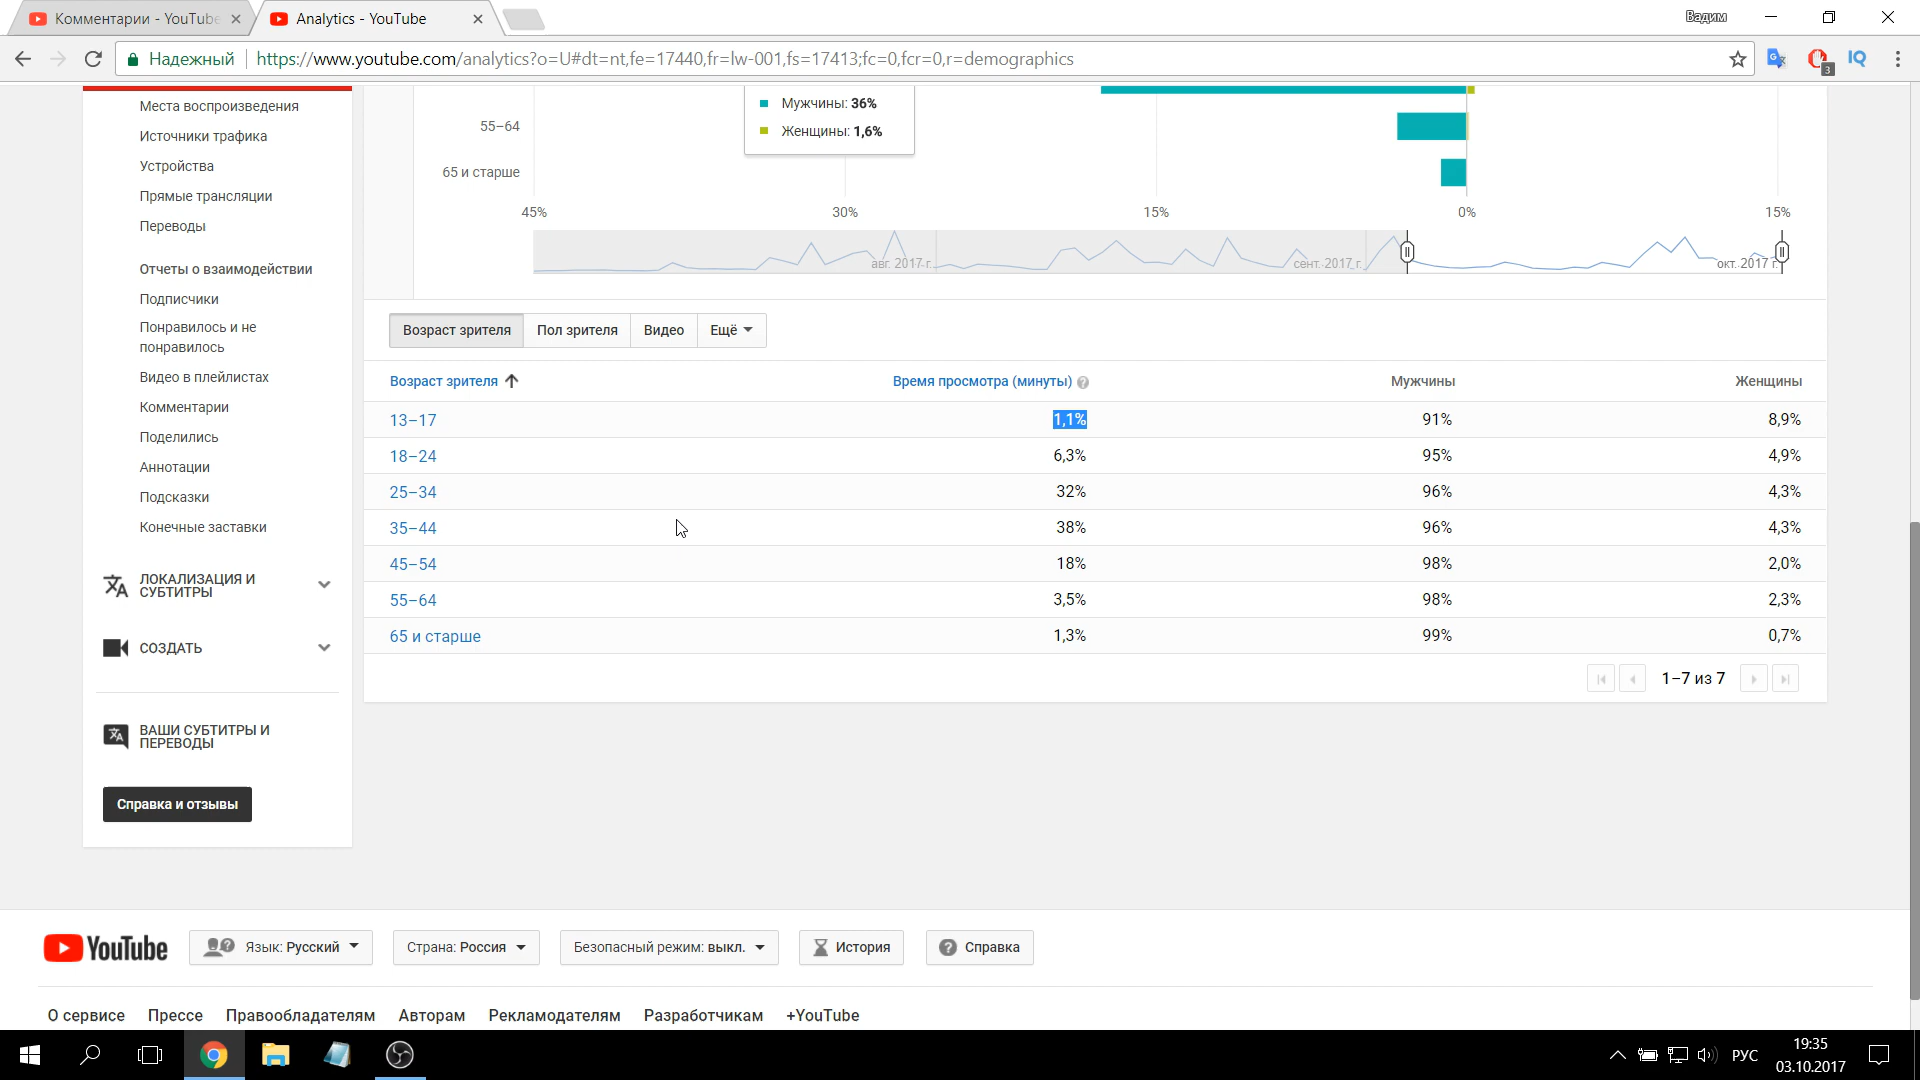 Комментарии - YouTube
Analytics - YouTube
Вадим
Надежный
https://www.youtube.com/analytics?o=U#dt=nt,fe=17440,fr=lw-001,fs=17413;fc=0,fcr=0,r=demographics
3
IQ
Места воспроизведения
Источники трафика
Устройства
Прямые трансляции
Переводы
Отчеты о взаимодействии
Подписчики
Понравилось и не
понравилось
Видео в плейлистах
Комментарии
Поделились
Аннотации
Подсказки
Конечные заставки
ЛОКАЛИЗАЦИЯ И
СУБТИТРЫ
СОЗДАТЬ
ВАШИ СУБТИТРЫ И
ПЕРЕВОДЫ
Справка и отзывы
Мужчины: 36%
Женщины: 1,6%
55–64
65 и старше
45% 30% 15% 0% 15%
авг. 2017 г. сент. 2017 г. окт. 2017 г.
Возраст зрителя Пол зрителя Видео Ещё
Возраст зрителя Время просмотра (минуты) Мужчины Женщины
13–17 1,1% 91% 8,9%
18–24 6,3% 95% 4,9%
25–34 32% 96% 4,3%
35–44 38% 96% 4,3%
45–54 18% 98% 2,0%
55–64 3,5% 98% 2,3%
65 и старше 1,3% 99% 0,7%
1–7 из 7
YouTube
Язык: Русский
Страна: Россия
Безопасный режим: выкл.
История
Справка
О сервисе Прессе Правообладателям Авторам Рекламодателям Разработчикам +YouTube
РУС
19:35
03.10.2017